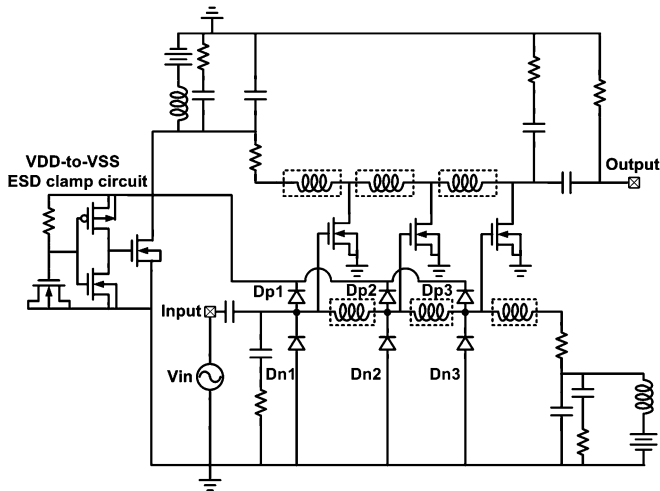 VDD-to-VSS
ESD clamp circuit
Output
Dp1
Dp2
Dp3
Input
Vin
Dn1
Dn2
Dn3